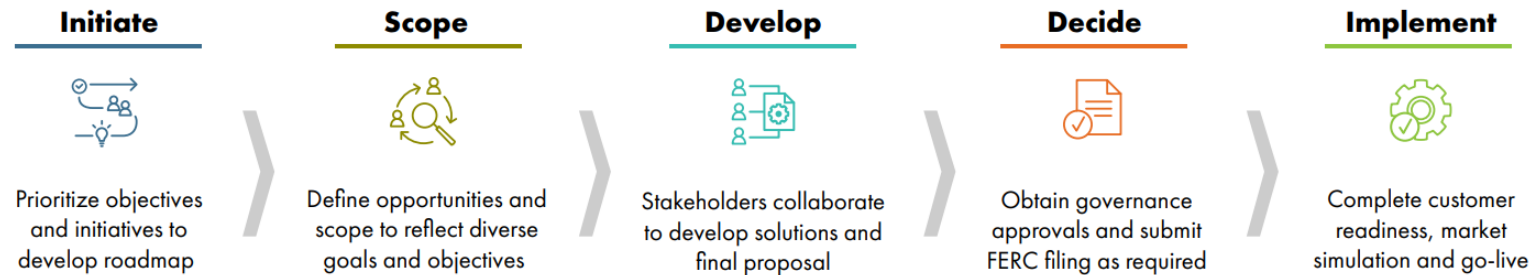 Initiate
Prioritize objectives
and initiatives to
develop roadmap
Scope
Define opportunities and
scope to reflect diverse
goals and objectives
Develop
Stakeholders collaborate
to develop solutions and
final proposal
Decide
Obtain governance
approvals and submit
FERC filing as required
Implement
Complete customer
readiness, market
simulation and go-live